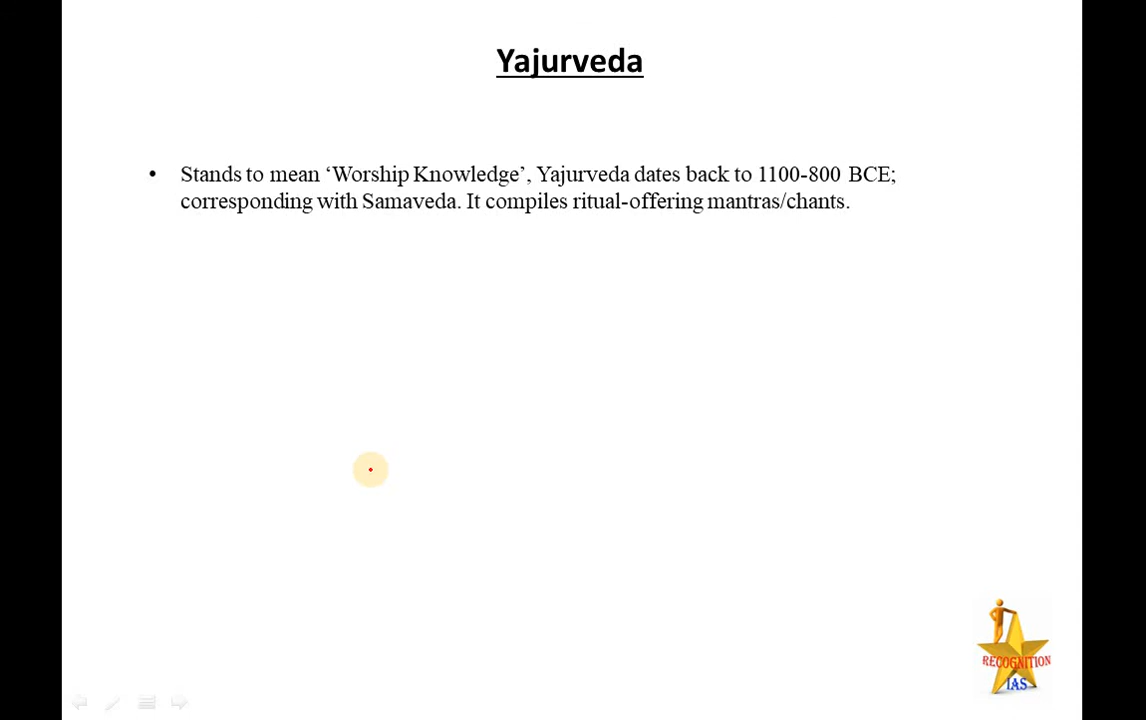 Yajurveda
• Stands to mean ‘Worship Knowledge’, Yajurveda dates back to 1100-800 BCE;
corresponding with Samaveda. It compiles ritual-offering mantras/chants.
RECOGNITION
IAS